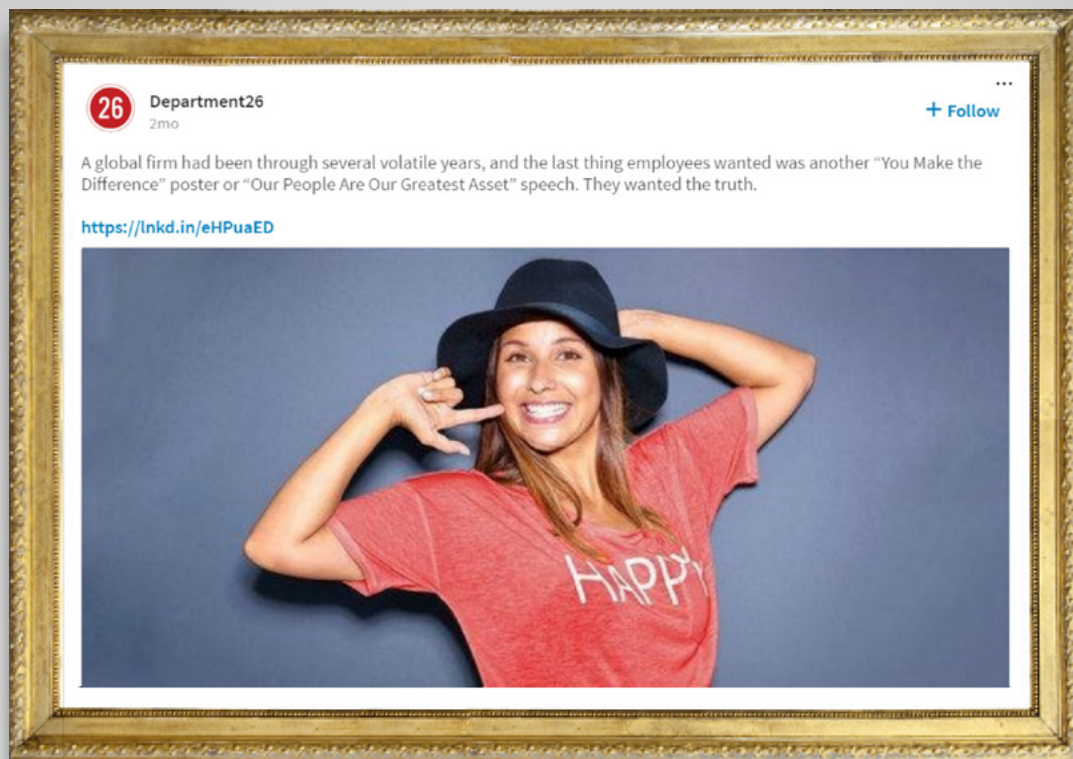 26
Department26
2mo
...
+ Follow
A global firm had been through several volatile years, and the last thing employees wanted was another “You Make the
Difference” poster or “Our People Are Our Greatest Asset” speech. They wanted the truth.
https://lnkd.in/eHPuaED
HAPPY